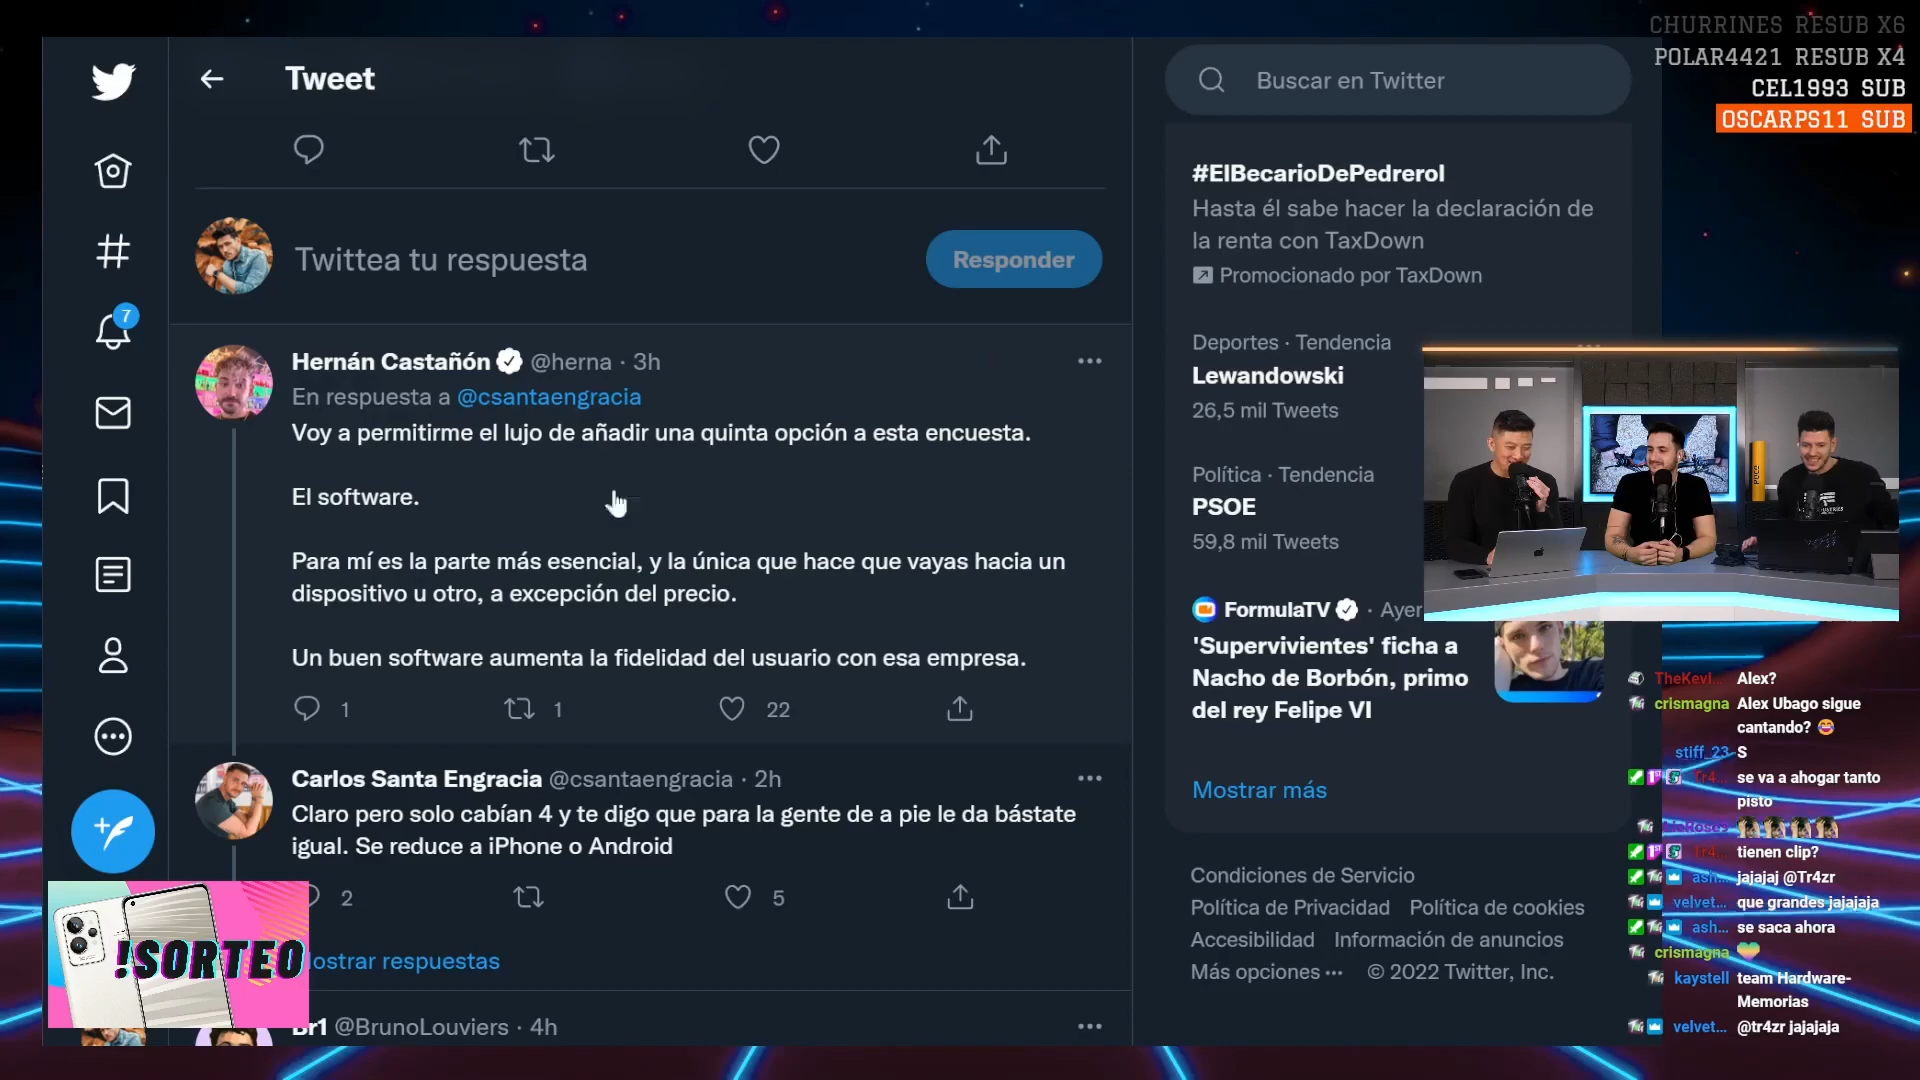 CHURRINES RESUB X6
POLAR4421 RESUB X4
CEL1993 SUB
OSCARPS11 SUB
Tweet
Twittea tu respuesta
Responder
7
Hernán Castañón @herna · 3h
En respuesta a @csantaengracia
Voy a permitirme el lujo de añadir una quinta opción a esta encuesta.
El software.
Para mí es la parte más esencial, y la única que hace que vayas hacia un
dispositivo u otro, a excepción del precio.
Un buen software aumenta la fidelidad del usuario con esa empresa.
1 1 22
Carlos Santa Engracia @csantaengracia · 2h
Claro pero solo cabían 4 y te digo que para la gente de a pie le da bástate
igual. Se reduce a iPhone o Android
2 5
ostrar respuestas
Br1 @BrunoLouviers · 4h
!SORTEO
Buscar en Twitter
#ElBecarioDePedrerol
Hasta él sabe hacer la declaración de
la renta con TaxDown
Promocionado por TaxDown
Deportes · Tendencia
Lewandowski
26,5 mil Tweets
Política · Tendencia
PSOE
59,8 mil Tweets
FormulaTV · Ayer
'Supervivientes' ficha a
Nacho de Borbón, primo
del rey Felipe VI
Mostrar más
Condiciones de Servicio
Política de Privacidad Política de cookies
Accesibilidad Información de anuncios
Más opciones ··· © 2022 Twitter, Inc.
POCO
TheKevl... Alex?
crismagna Alex Ubago sigue
cantando? 😂
stiff_23- S
Tr4... se va a ahogar tanto
pisto
Tr4... tienen clip?
ash... jajajaj @Tr4zr
velvet... que grandes jajajaja
ash... se saca ahora
crismagna
kaystell team Hardware-
Memorias
velvet... @tr4zr jajajaja